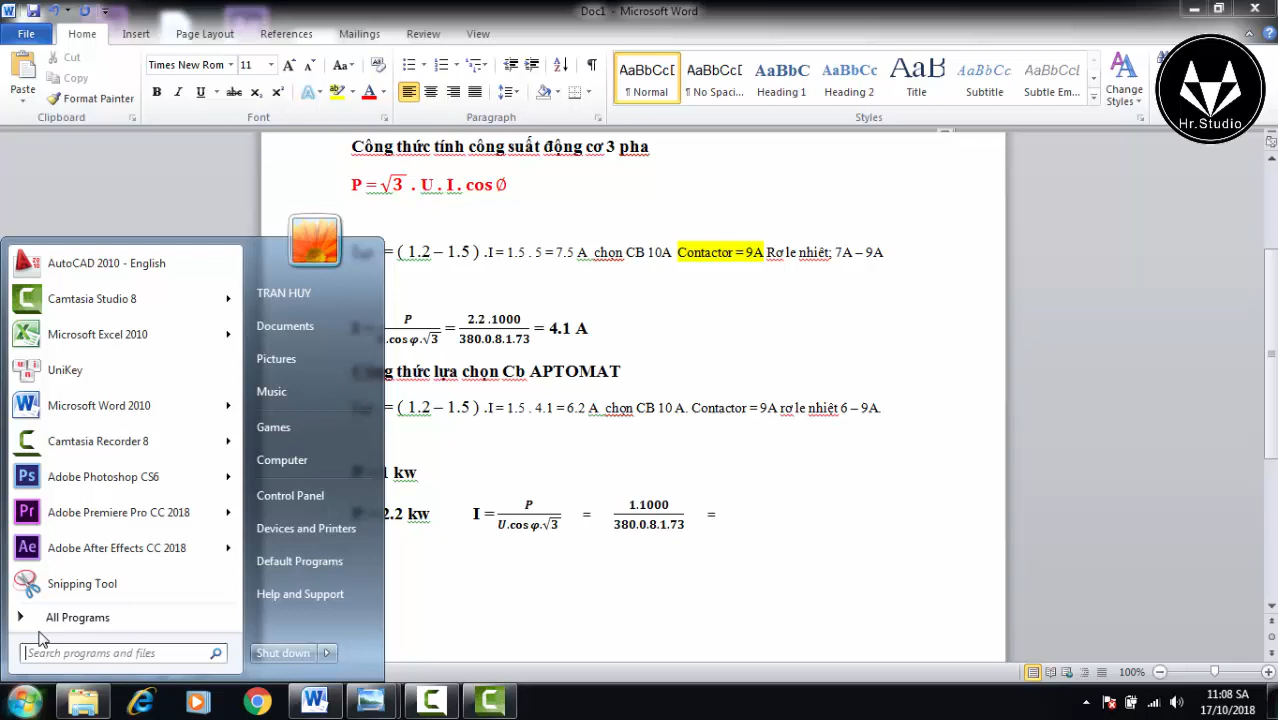 Doc1 - Microsoft Word
File Home Insert Page Layout References Mailings Review View
Paste
Cut
Copy
Format Painter
Clipboard
Times New Rom 11
Font
Paragraph
AaBbCcD AaBbCcD AaBbC AaBbCc AaB AaBbCcD AaBbCcD
¶ Normal ¶ No Spaci... Heading 1 Heading 2 Title Subtitle Subtle Em...
Change
Styles
Styles
Hr.Studio
Công thức tính công suất động cơ 3 pha
P = √3 . U . I . cos Ø
= ( 1.2 – 1.5 ) .I = 1.5 . 5 = 7.5 A chọn CB 10A Contactor = 9A Rơ le nhiêt; 7A – 9A
P / .cos φ.√3 = 2.2 .1000 / 380.0.8.1.73 = 4.1 A
lựa chọn Cb APTOMAT
= ( 1.2 – 1.5 ) .I = 1.5 . 4.1 = 6.2 A chọn CB 10 A. Contactor = 9A rơ le nhiệt 6 – 9A.
1 kw
2.2 kw I = P / U.cos φ.√3 = 1.1000 / 380.0.8.1.73 =
AutoCAD 2010 - English
Camtasia Studio 8
Microsoft Excel 2010
UniKey
Microsoft Word 2010
Camtasia Recorder 8
Adobe Photoshop CS6
Adobe Premiere Pro CC 2018
Adobe After Effects CC 2018
Snipping Tool
All Programs
Search programs and files
TRAN HUY
Documents
Pictures
Music
Games
Computer
Control Panel
Devices and Printers
Default Programs
Help and Support
Shut down
100%
11:08 SA
17/10/2018